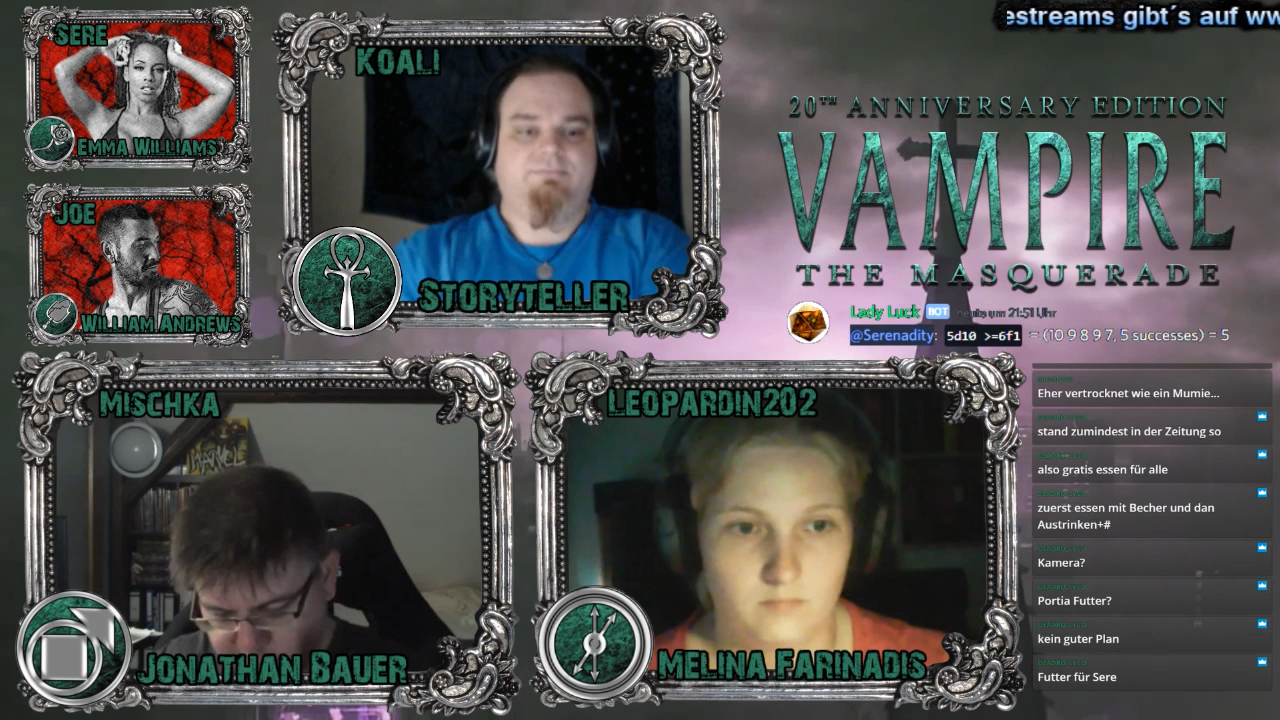 SERE
EMMA WILLIAMS
JOE
WILLIAM ANDREWS
KOALI
STORYTELLER
estreams gibt´s auf ww
20TH ANNIVERSARY EDITION
VAMPIRE
THE MASQUERADE
Lady Luck BOT 21:51 Uhr
@Serenadity: 5d10 >=6f1 = (10 9 8 9 7, 5 successes) = 5
MISCHKA
JONATHAN BAUER
LEOPARDIN202
MELINA FARINADIS
Eher vertrocknet wie ein Mumie...
stand zumindest in der Zeitung so
also gratis essen für alle
zuerst essen mit Becher und dan
Austrinken+#
Kamera?
Portia Futter?
kein guter Plan
Futter für Sere